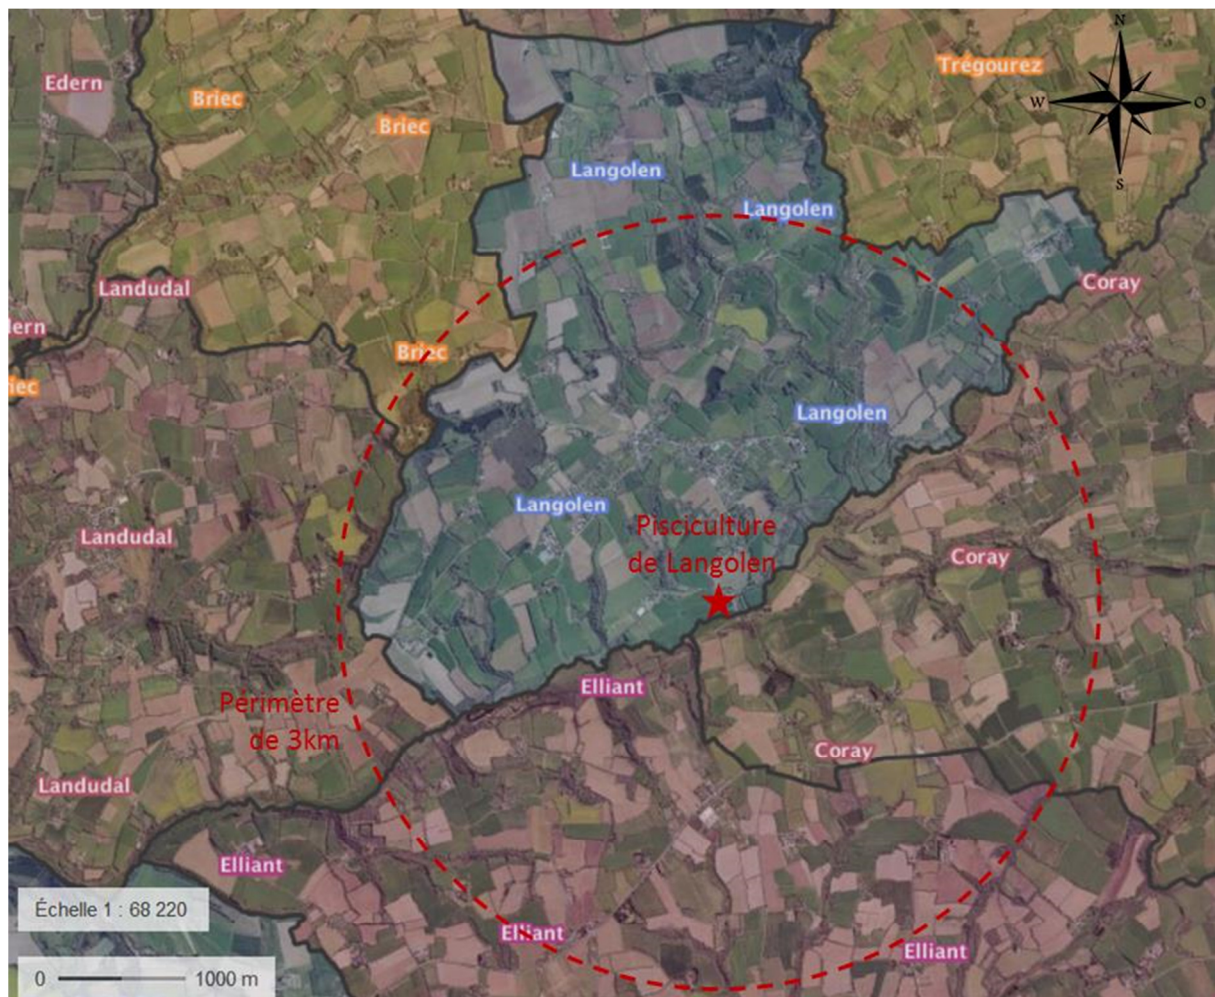 N
Edern
Trégourez
Briec
W
O
Briec
Langolen
S
Langolen
Coray
Landudal
dern
Briec
iec
Langolen
Langolen
Pisciculture
de Langolen
Landudal
Coray
Elliant
Périmètre
de 3km
Coray
Landudal
Elliant
Échelle 1 : 68 220
Elliant
Elliant
0
1000 m